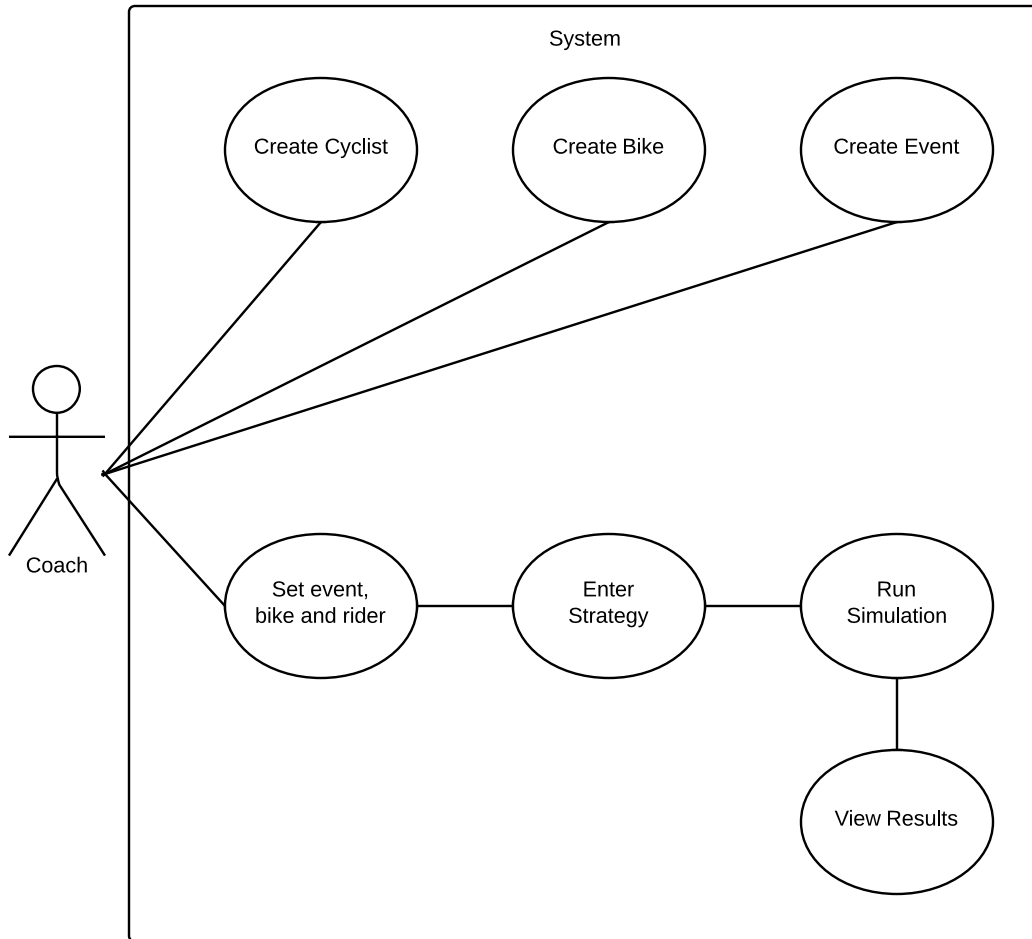 System
Create Cyclist
Create Bike
Create Event
Coach
Set event,
bike and rider
Enter
Strategy
Run
Simulation
View Results